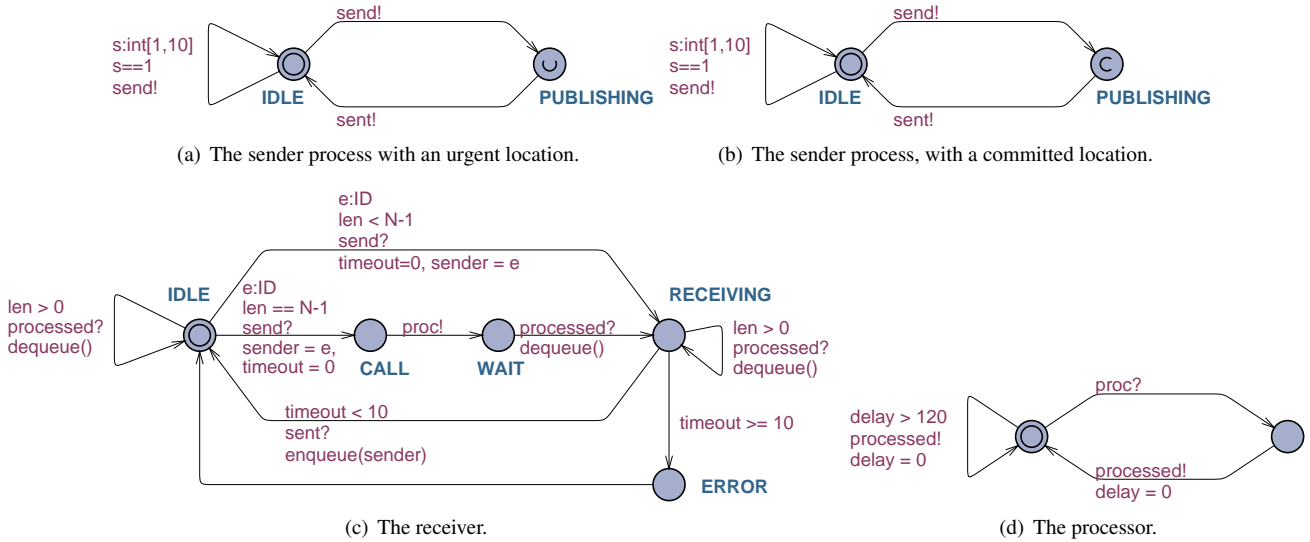 send!
s:int[1,10]
s==1
send!
IDLE
PUBLISHING
sent!
(a) The sender process with an urgent location.
send!
s:int[1,10]
s==1
send!
IDLE
PUBLISHING
sent!
(b) The sender process, with a committed location.
e:ID
len < N-1
send?
timeout=0, sender = e
IDLE
len > 0
processed?
dequeue()
e:ID
len == N-1
send?
sender = e,
timeout = 0
CALL
proc!
WAIT
processed?
dequeue()
RECEIVING
len > 0
processed?
dequeue()
timeout < 10
sent?
enqueue(sender)
timeout >= 10
ERROR
(c) The receiver.
proc?
delay > 120
processed!
delay = 0
processed!
delay = 0
(d) The processor.